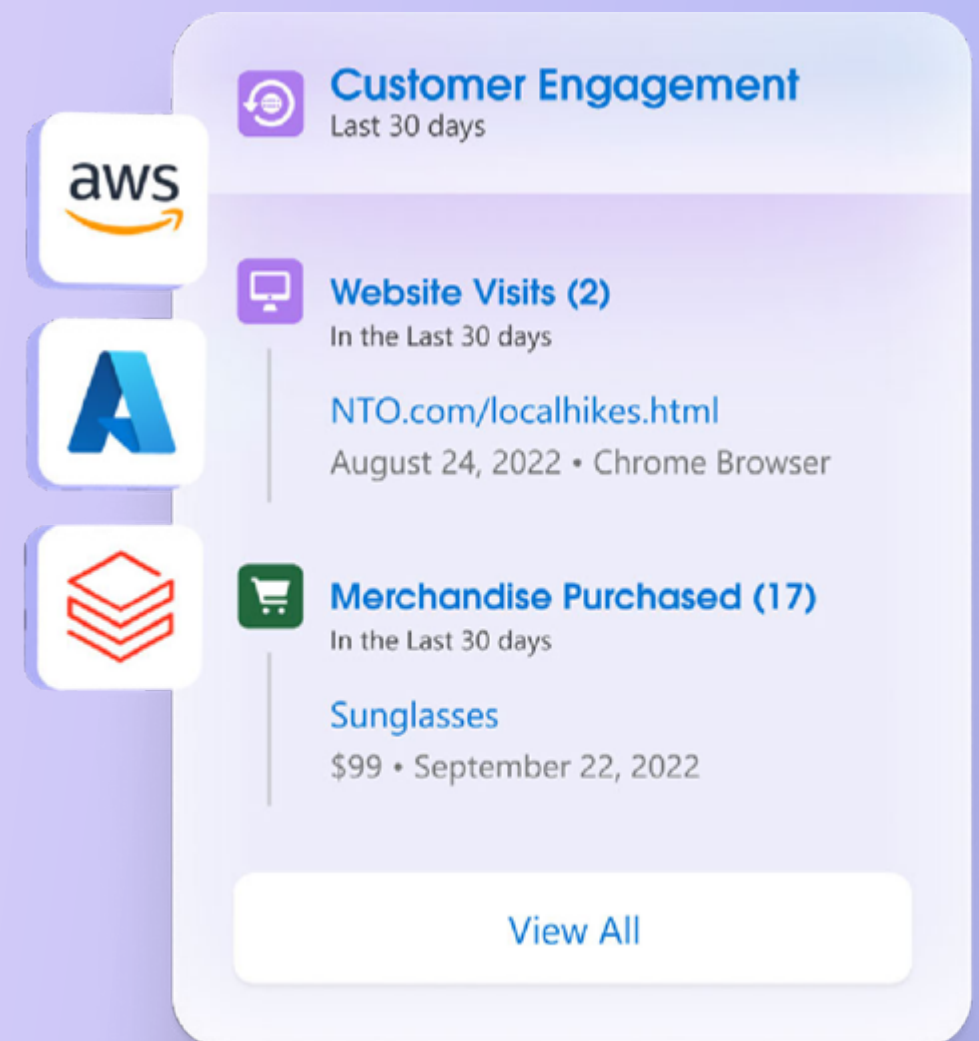 Customer Engagement
Last 30 days
aws
Website Visits (2)
In the Last 30 days
NTO.com/localhikes.html
August 24, 2022 • Chrome Browser
Merchandise Purchased (17)
In the Last 30 days
Sunglasses
$99 • September 22, 2022
View All